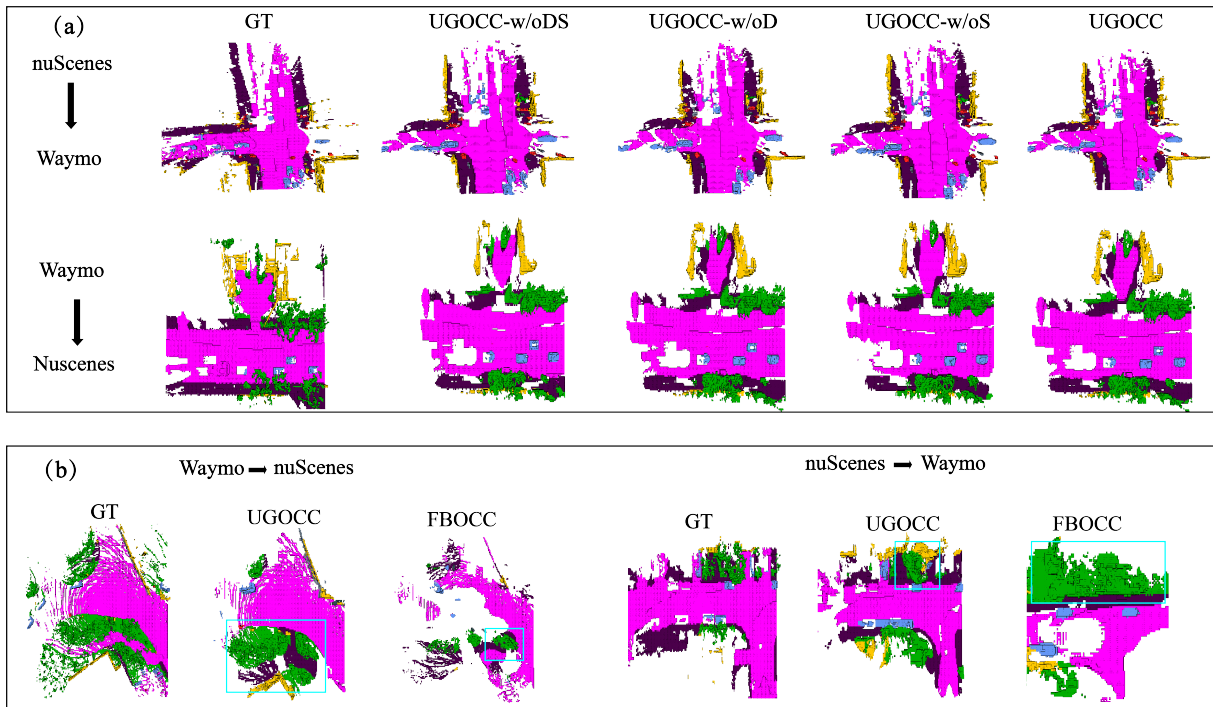 (a)
GT
UGOCC-w/oDS
UGOCC-w/oD
UGOCC-w/oS
UGOCC
nuScenes
Waymo
Waymo
Nuscenes
(b)
Waymo nuScenes
nuScenes Waymo
GT
UGOCC
FBOCC
GT
UGOCC
FBOCC